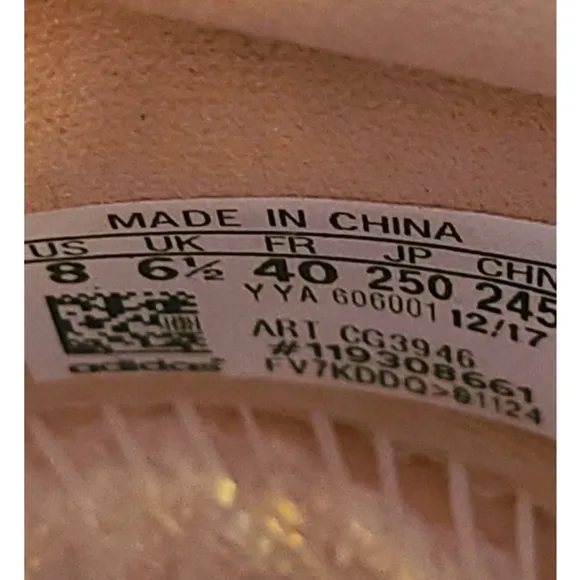 MADE IN CHINA
US UK FR JP CHN
8 6½ 40 250 245
YYA 606001 12/17
ART CG3946
#119308661
adidas FV7KDDQ>81124